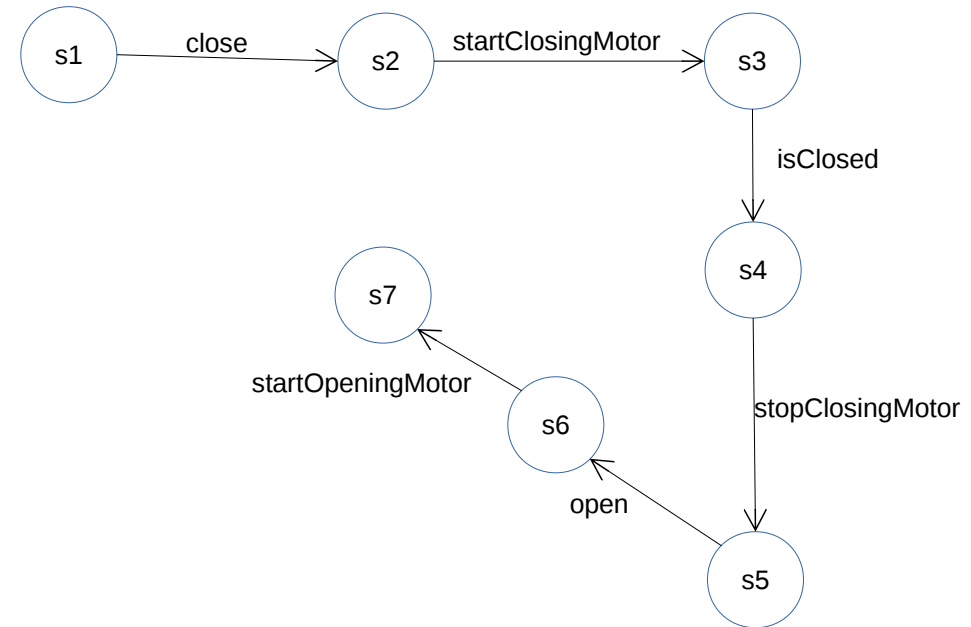 s1
close
s2
startClosingMotor
s3
isClosed
s4
stopClosingMotor
s5
open
s6
startOpeningMotor
s7